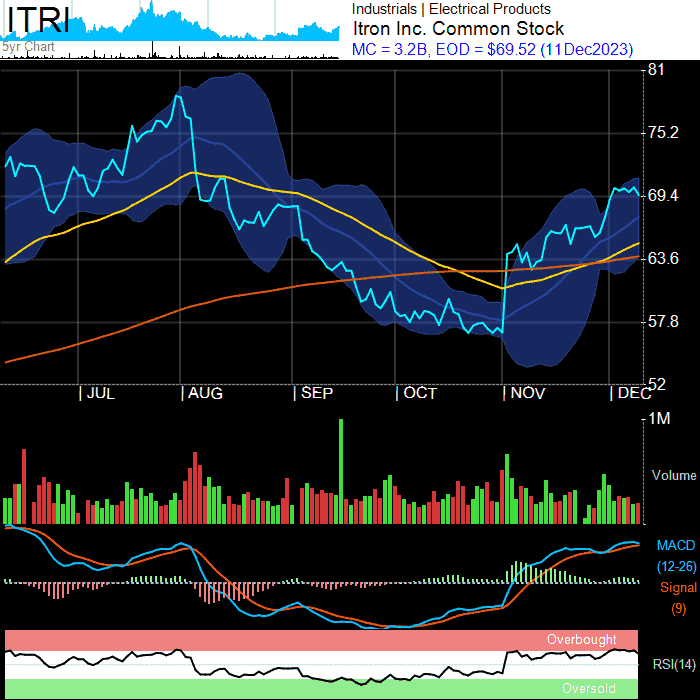 ITRI
5yr Chart
Industrials | Electrical Products
Itron Inc. Common Stock
MC = 3.2B, EOD = $69.52 (11Dec2023)
81
75.2
69.4
63.6
57.8
52
JUL AUG SEP OCT NOV DEC
1M
Volume
MACD
(12-26)
Signal
(9)
Overbought
RSI(14)
Oversold